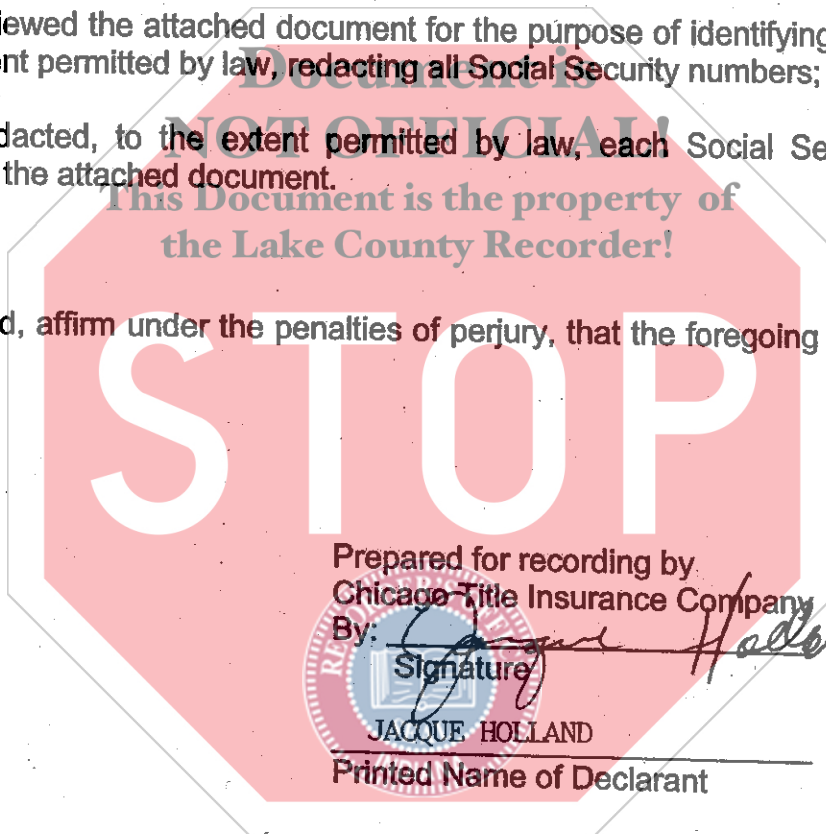 iewed the attached document for the purpose of identifying
Document is
nt permitted by law, redacting all Social Security numbers;
NOT OFFICIAL!
dacted, to the extent permitted by law, each Social Se
the attached document.
This Document is the property of
the Lake County Recorder!
d, affirm under the penalties of perjury, that the foregoing
STOP
Prepared for recording by
Chicago Title Insurance Company
By:
Signature
JACQUE HOLLAND
Printed Name of Declarant